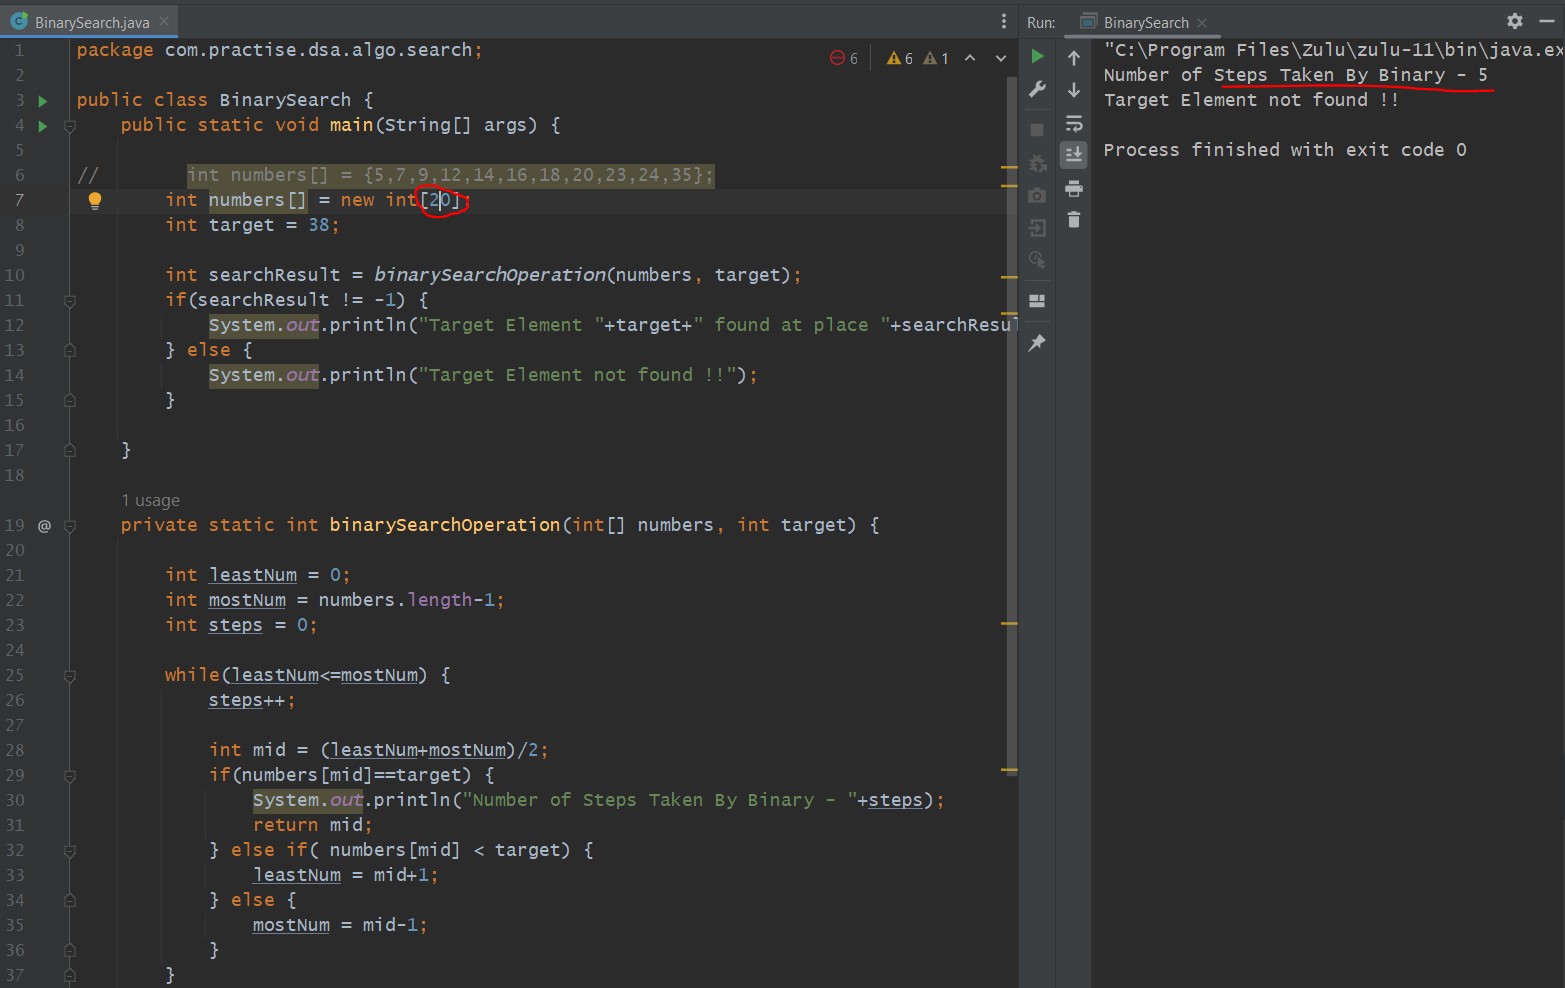 BinarySearch.java
Run: BinarySearch
6 6 1
1 package com.practise.dsa.algo.search;
2
3 public class BinarySearch {
4 public static void main(String[] args) {
5
6 // int numbers[] = {5,7,9,12,14,16,18,20,23,24,35};
7 int numbers[] = new int[20];
8 int target = 38;
9
10 int searchResult = binarySearchOperation(numbers, target);
11 if(searchResult != -1) {
12 System.out.println("Target Element "+target+" found at place "+searchResul
13 } else {
14 System.out.println("Target Element not found !!");
15 }
16
17 }
18
1 usage
19 @ private static int binarySearchOperation(int[] numbers, int target) {
20
21 int leastNum = 0;
22 int mostNum = numbers.length-1;
23 int steps = 0;
24
25 while(leastNum<=mostNum) {
26 steps++;
27
28 int mid = (leastNum+mostNum)/2;
29 if(numbers[mid]==target) {
30 System.out.println("Number of Steps Taken By Binary - "+steps);
31 return mid;
32 } else if( numbers[mid] < target) {
33 leastNum = mid+1;
34 } else {
35 mostNum = mid-1;
36 }
37 }
"C:\Program Files\Zulu\zulu-11\bin\java.ex
Number of Steps Taken By Binary - 5
Target Element not found !!
Process finished with exit code 0